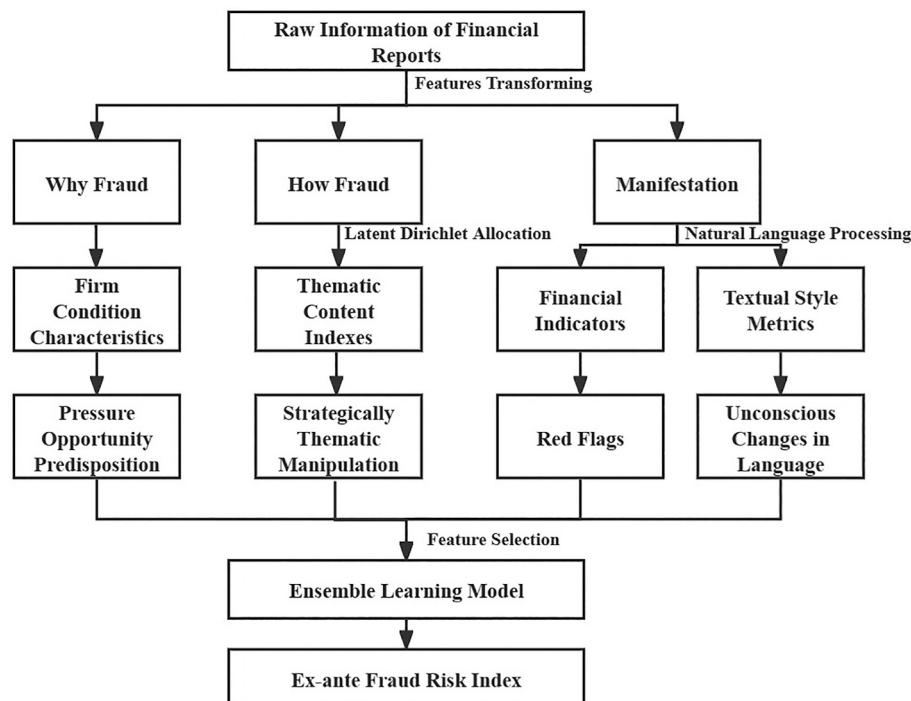 Raw Information of Financial
Reports
Features Transforming
Why Fraud
How Fraud
Manifestation
Latent Dirichlet Allocation
Natural Language Processing
Firm
Condition
Characteristics
Thematic
Content
Indexes
Financial
Indicators
Textual Style
Metrics
Pressure
Opportunity
Predisposition
Strategically
Thematic
Manipulation
Red Flags
Unconscious
Changes in
Language
Feature Selection
Ensemble Learning Model
Ex-ante Fraud Risk Index